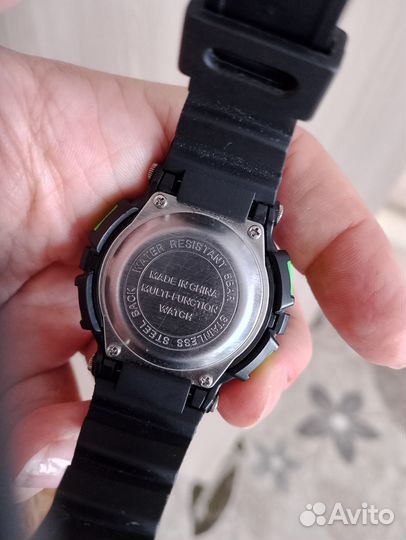 WATER RESISTANT 5BAR
STAINLESS STEEL BACK
MADE IN CHINA
MULTI-FUNCTION
WATCH
Avito